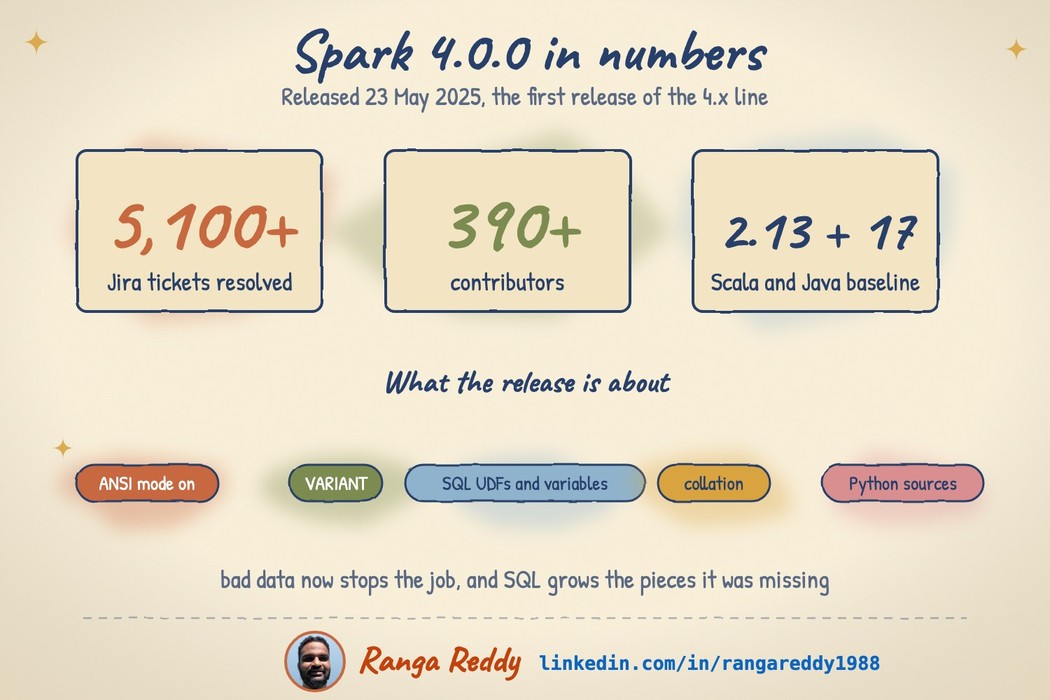 Spark 4.0.0 in numbers
Released 23 May 2025, the first release of the 4.x line
5,100+
Jira tickets resolved
390+
contributors
2.13 + 17
Scala and Java baseline
What the release is about
ANSI mode on
VARIANT
SQL UDFs and variables
collation
Python sources
bad data now stops the job, and SQL grows the pieces it was missing
Ranga Reddy
linkedin.com/in/rangareddy1988